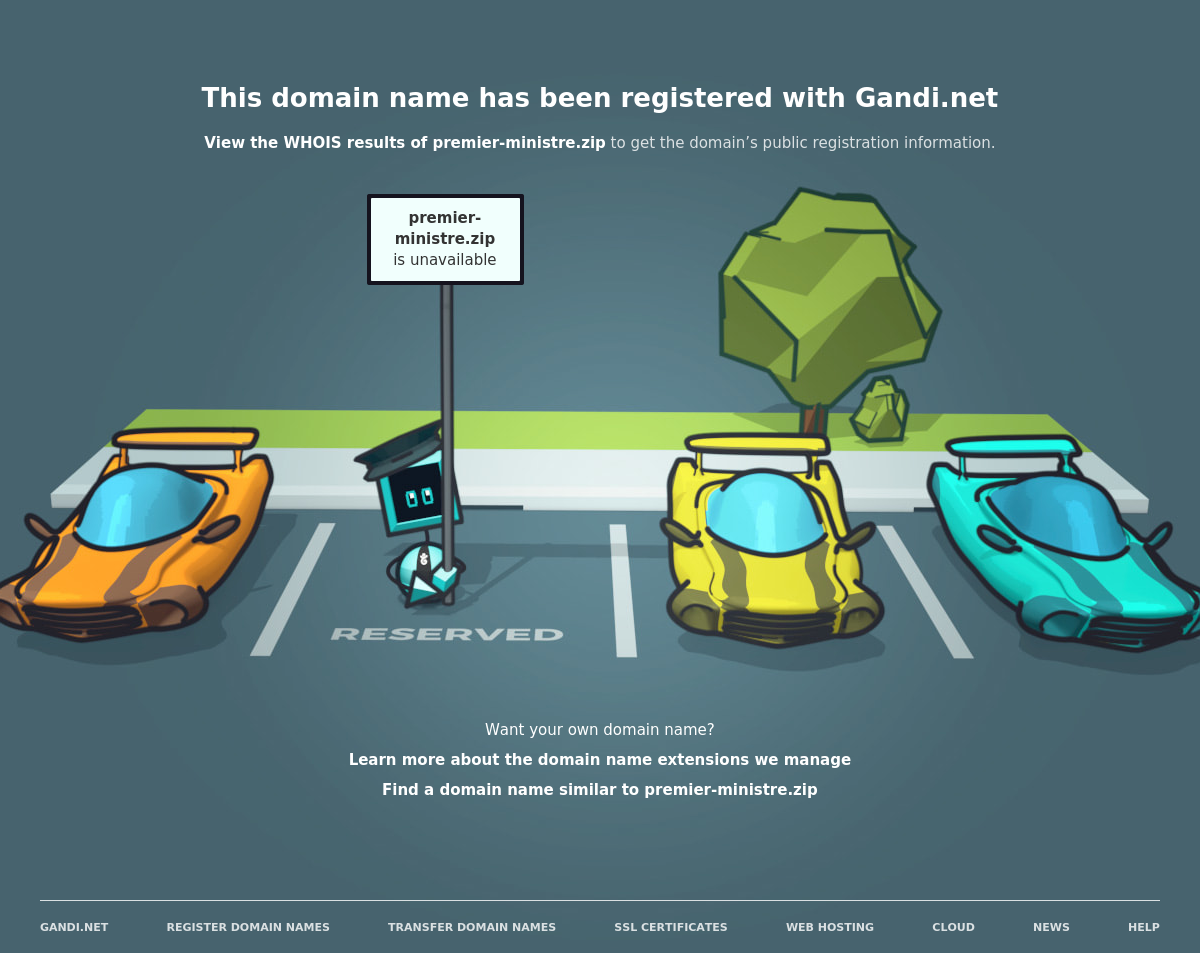 This domain name has been registered with Gandi.net
View the WHOIS results of premier-ministre.zip to get the domain’s public registration information.
premier-
ministre.zip
is unavailable
RESERVED
Want your own domain name?
Learn more about the domain name extensions we manage
Find a domain name similar to premier-ministre.zip
GANDI.NET REGISTER DOMAIN NAMES TRANSFER DOMAIN NAMES SSL CERTIFICATES WEB HOSTING CLOUD NEWS HELP